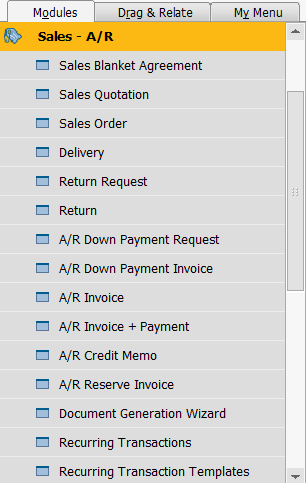 Modules Drag & Relate My Menu
Sales - A/R
Sales Blanket Agreement
Sales Quotation
Sales Order
Delivery
Return Request
Return
A/R Down Payment Request
A/R Down Payment Invoice
A/R Invoice
A/R Invoice + Payment
A/R Credit Memo
A/R Reserve Invoice
Document Generation Wizard
Recurring Transactions
Recurring Transaction Templates